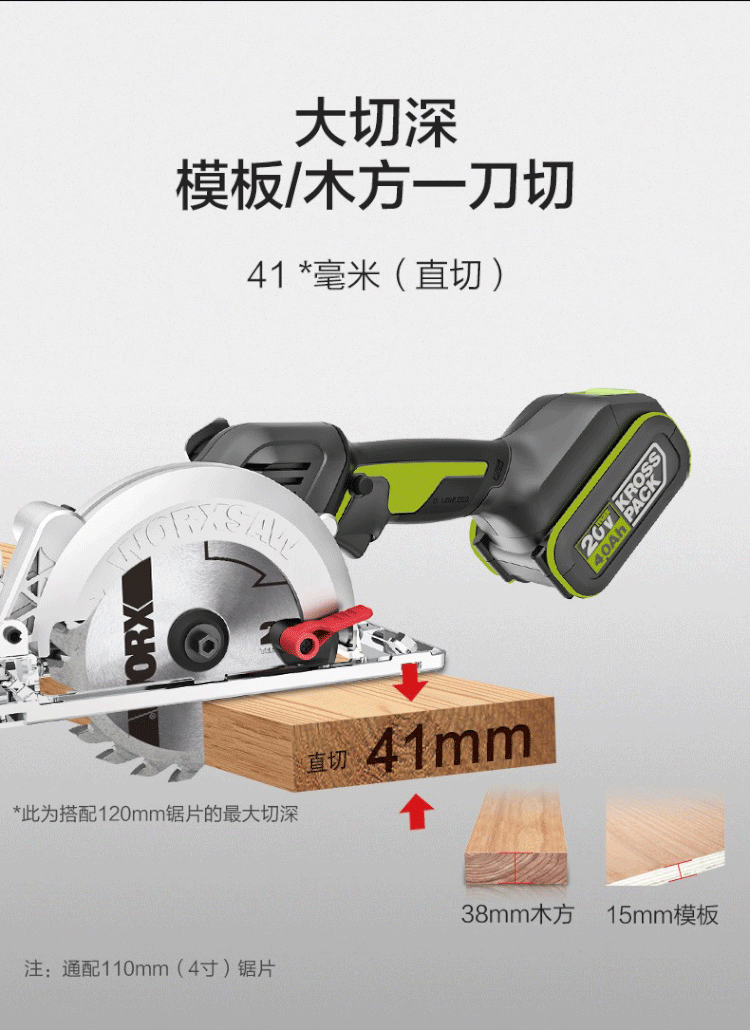 大切深
模板/木方一刀切
41 *毫米（直切）
WORXSAW
WORX
20V
4.0Ah
KROSS
PACK
直切 41mm
*此为搭配120mm锯片的最大切深
38mm木方
15mm模板
注：通配110mm（4寸）锯片